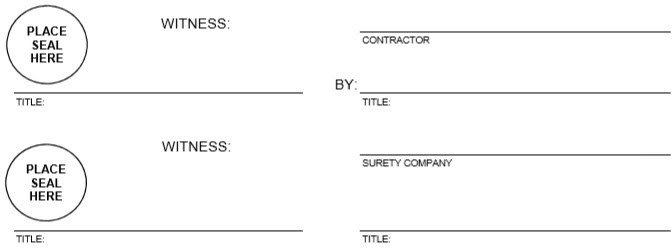 PLACE
SEAL
HERE
WITNESS:
CONTRACTOR
BY:
TITLE:
TITLE:
PLACE
SEAL
HERE
WITNESS:
SURETY COMPANY
TITLE:
TITLE: